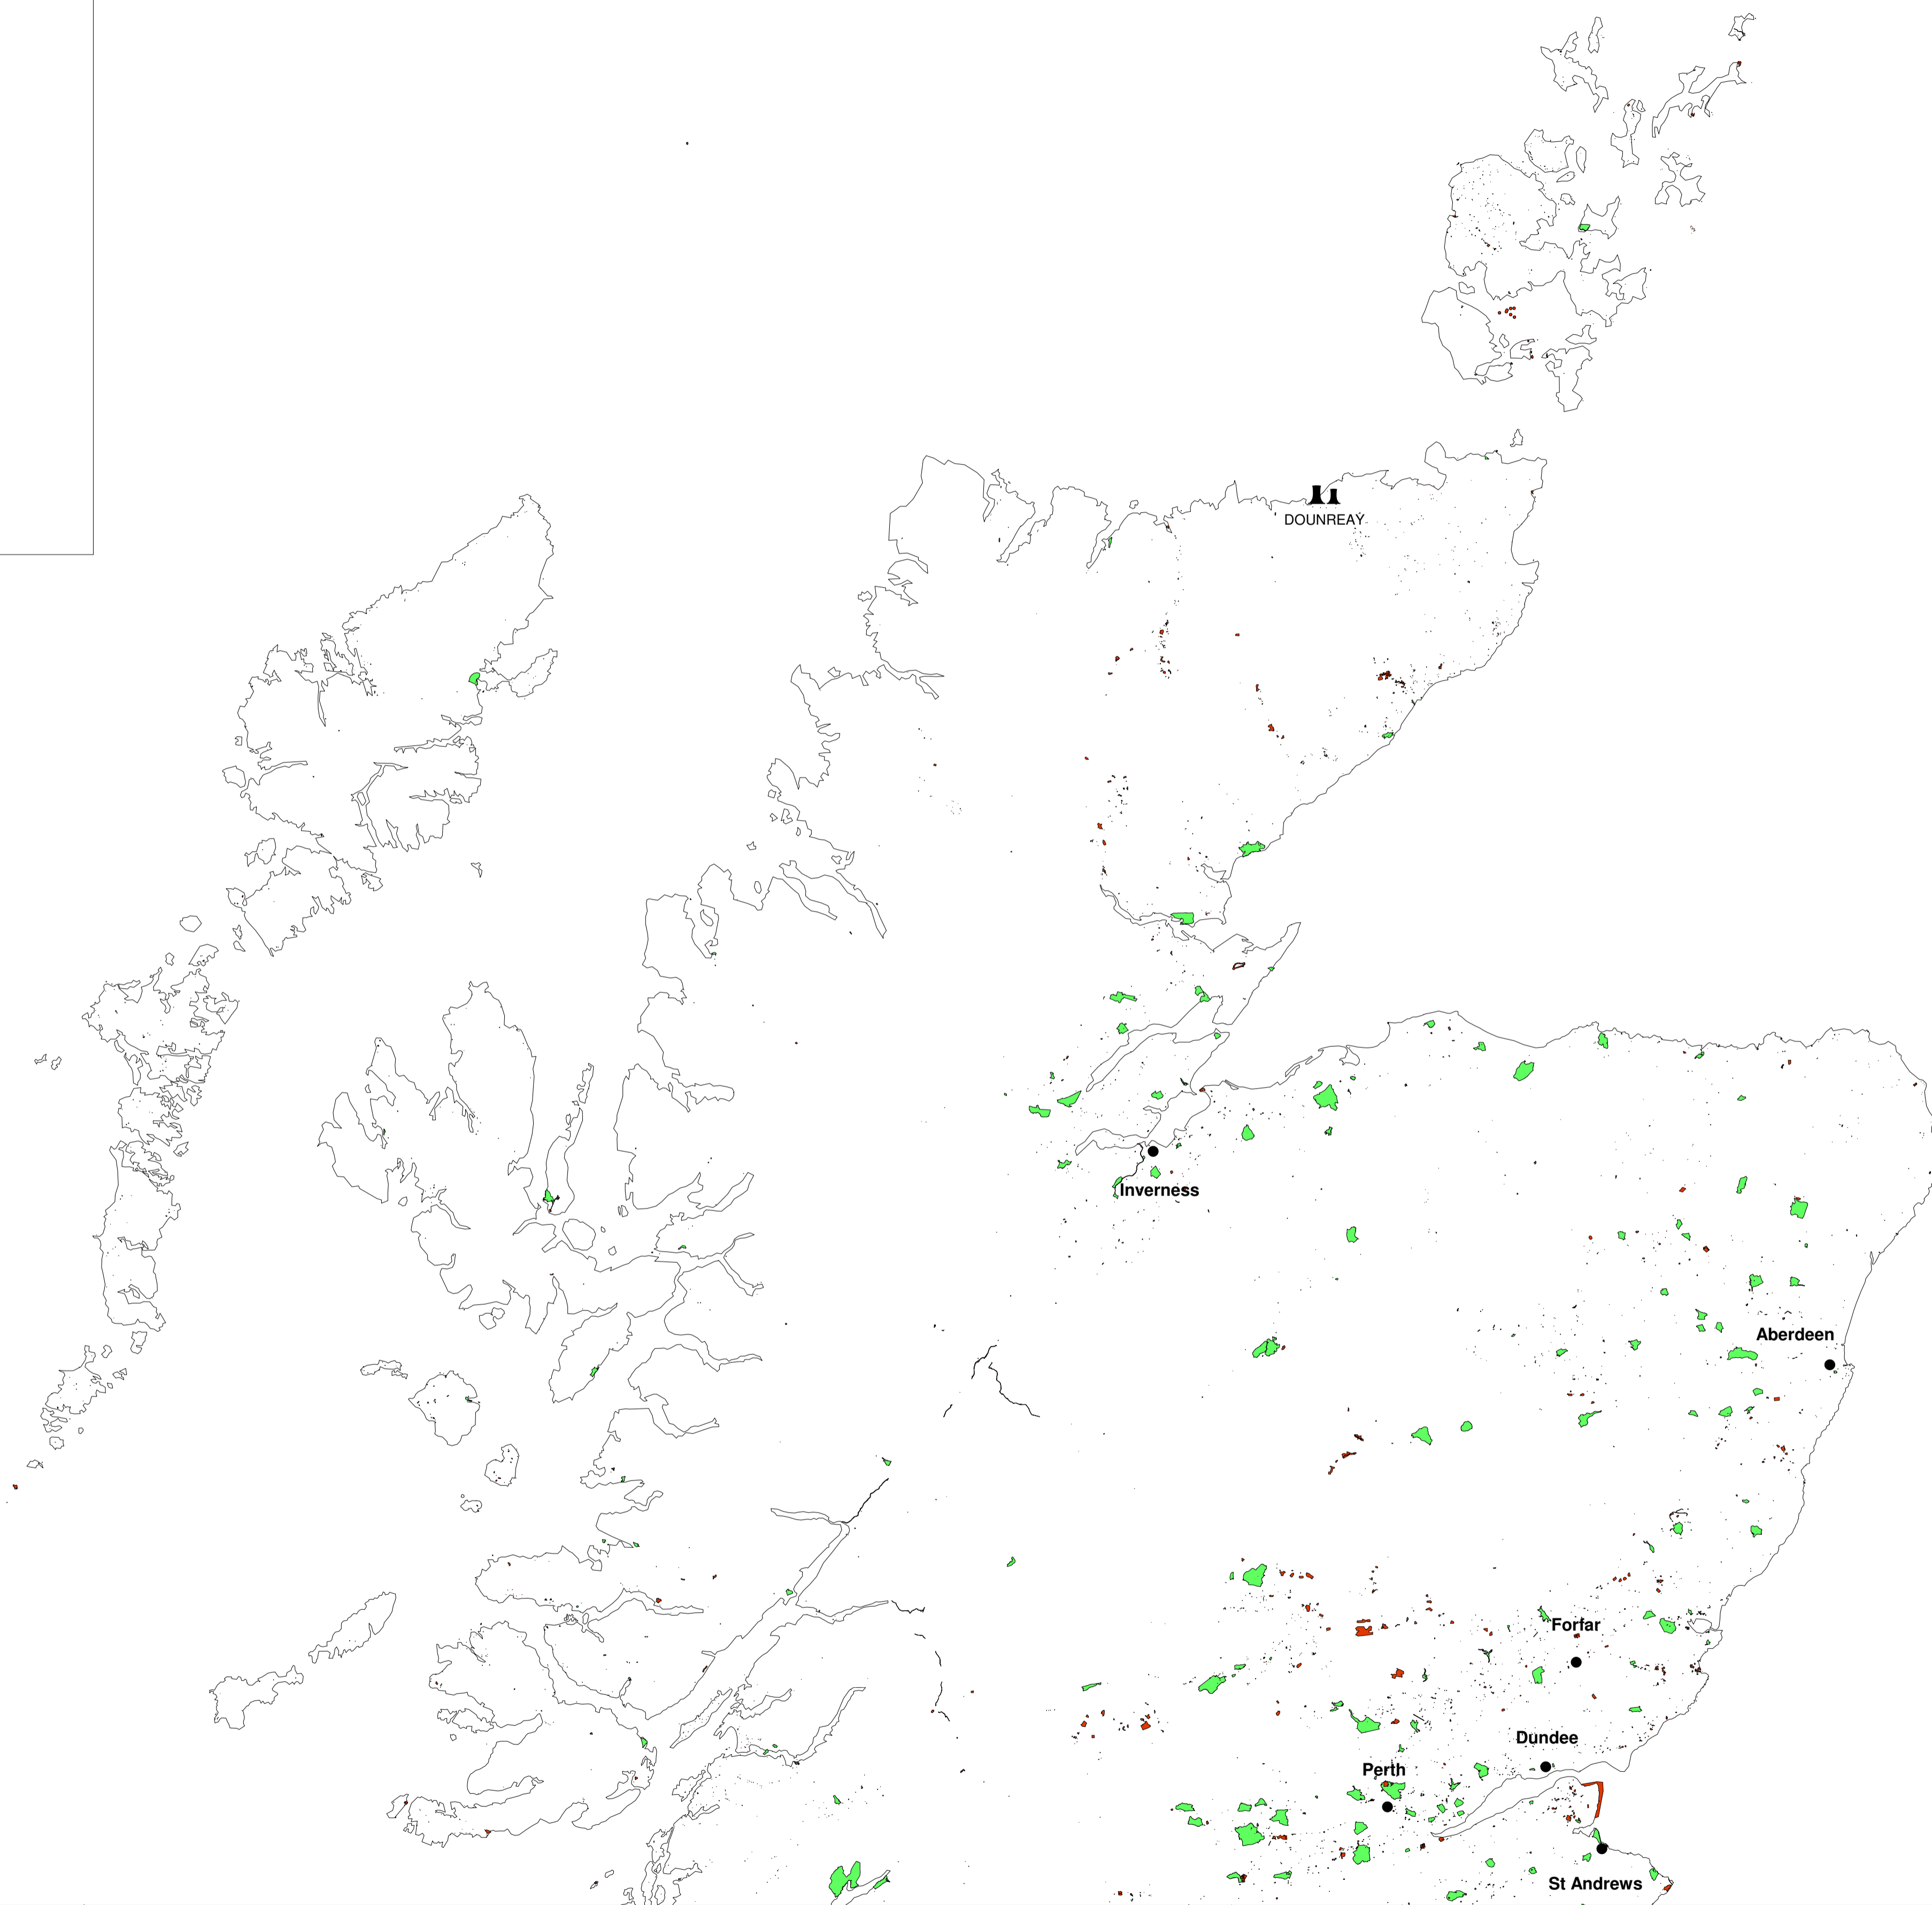 DOUNREAY
Inverness
Aberdeen
Forfar
Dundee
Perth
St Andrews